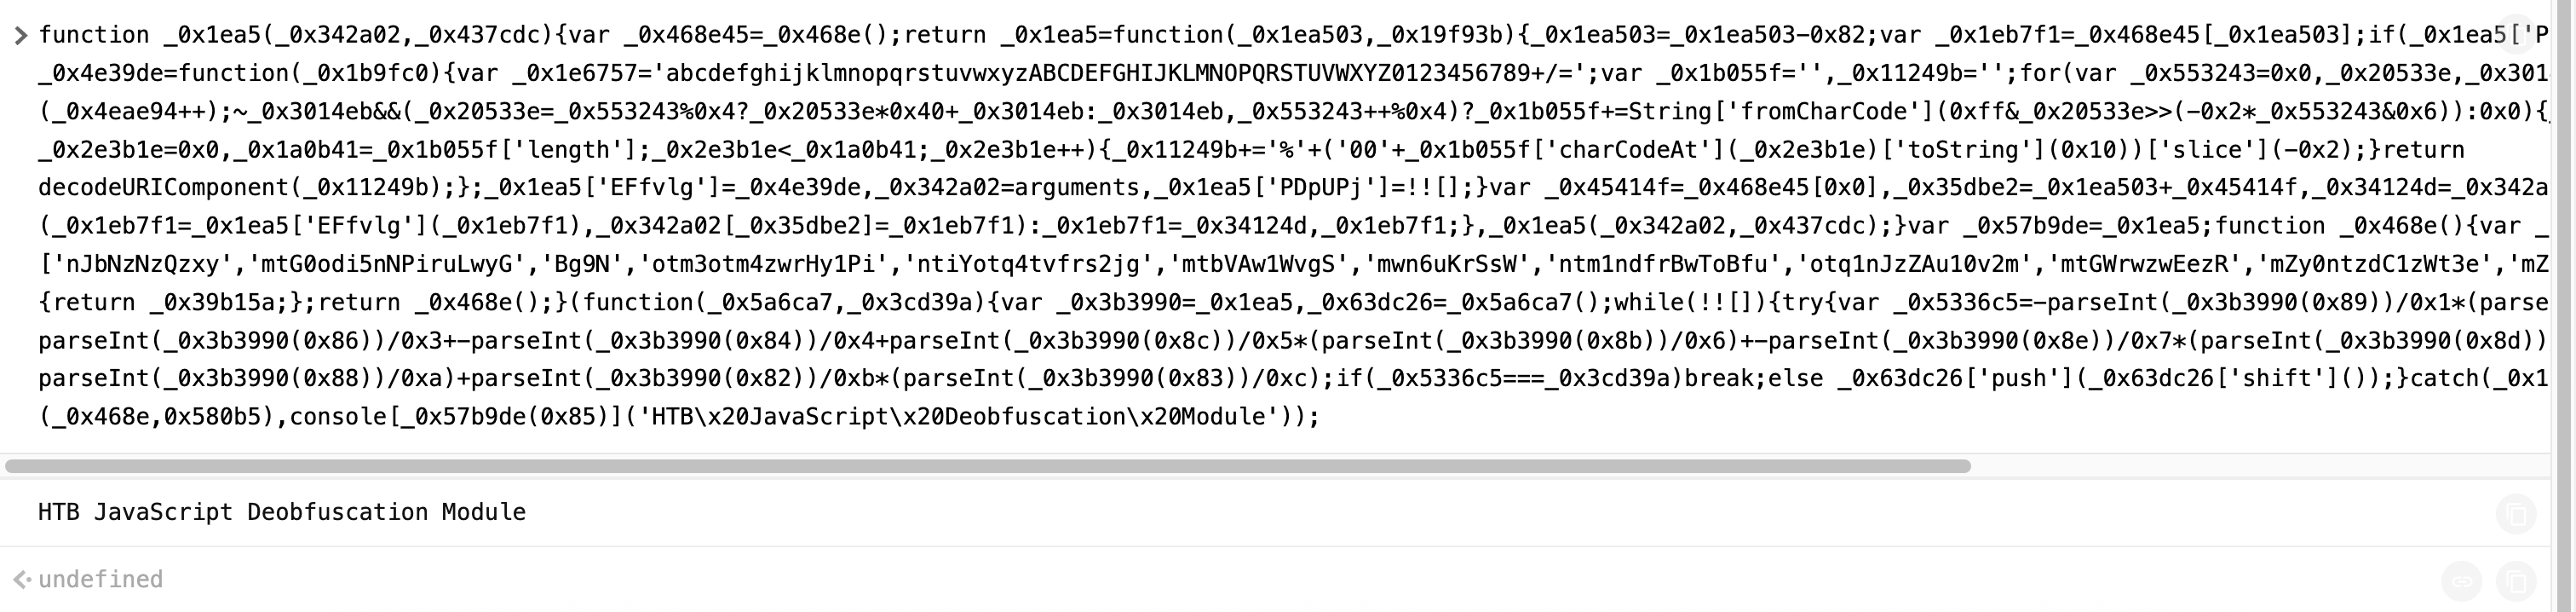 function _0x1ea5(_0x342a02,_0x437cdc){var _0x468e45=_0x468e();return _0x1ea5=function(_0x1ea503,_0x19f93b){_0x1ea503=_0x1ea503-0x82;var _0x1eb7f1=_0x468e45[_0x1ea503];if(_0x1ea5['P
_0x4e39de=function(_0x1b9fc0){var _0x1e6757='abcdefghijklmnopqrstuvwxyzABCDEFGHIJKLMNOPQRSTUVWXYZ0123456789+/=';var _0x1b055f='',_0x11249b='';for(var _0x553243=0x0,_0x20533e,_0x301
(_0x4eae94++);~_0x3014eb&&(_0x20533e=_0x553243%0x4?_0x20533e*0x40+_0x3014eb:_0x3014eb,_0x553243++%0x4)?_0x1b055f+=String['fromCharCode'](0xff&_0x20533e>>(-0x2*_0x553243&0x6)):0x0){
_0x2e3b1e=0x0,_0x1a0b41=_0x1b055f['length'];_0x2e3b1e<_0x1a0b41;_0x2e3b1e++){_0x11249b+='%'+('00'+_0x1b055f['charCodeAt'](_0x2e3b1e)['toString'](0x10))['slice'](-0x2);}return
decodeURIComponent(_0x11249b);};_0x1ea5['EFfvlg']=_0x4e39de,_0x342a02=arguments,_0x1ea5['PDpUPj']=!![];}var _0x45414f=_0x468e45[0x0],_0x35dbe2=_0x1ea503+_0x45414f,_0x34124d=_0x342a
(_0x1eb7f1=_0x1ea5['EFfvlg'](_0x1eb7f1),_0x342a02[_0x35dbe2]=_0x1eb7f1):_0x1eb7f1=_0x34124d,_0x1eb7f1;},_0x1ea5(_0x342a02,_0x437cdc);}var _0x57b9de=_0x1ea5;function _0x468e(){var _
['nJbNzNzQzxy','mtG0odi5nNPiruLwyG','Bg9N','otm3otm4zwrHy1Pi','ntiYotq4tvfrs2jg','mtbVAw1WvgS','mwn6uKrSsW','ntm1ndfrBwToBfu','otq1nJzZAu10v2m','mtGWrwzwEezR','mZy0ntzdC1zWt3e','mZ
{return _0x39b15a;};return _0x468e();}(function(_0x5a6ca7,_0x3cd39a){var _0x3b3990=_0x1ea5,_0x63dc26=_0x5a6ca7();while(!![]){try{var _0x5336c5=-parseInt(_0x3b3990(0x89))/0x1*(parse
parseInt(_0x3b3990(0x86))/0x3+-parseInt(_0x3b3990(0x84))/0x4+parseInt(_0x3b3990(0x8c))/0x5*(parseInt(_0x3b3990(0x8b))/0x6)+-parseInt(_0x3b3990(0x8e))/0x7*(parseInt(_0x3b3990(0x8d))
parseInt(_0x3b3990(0x88))/0xa)+parseInt(_0x3b3990(0x82))/0xb*(parseInt(_0x3b3990(0x83))/0xc);if(_0x5336c5===_0x3cd39a)break;else _0x63dc26['push'](_0x63dc26['shift']());}catch(_0x1
(_0x468e,0x580b5),console[_0x57b9de(0x85)]('HTB\x20JavaScript\x20Deobfuscation\x20Module'));
HTB JavaScript Deobfuscation Module
undefined